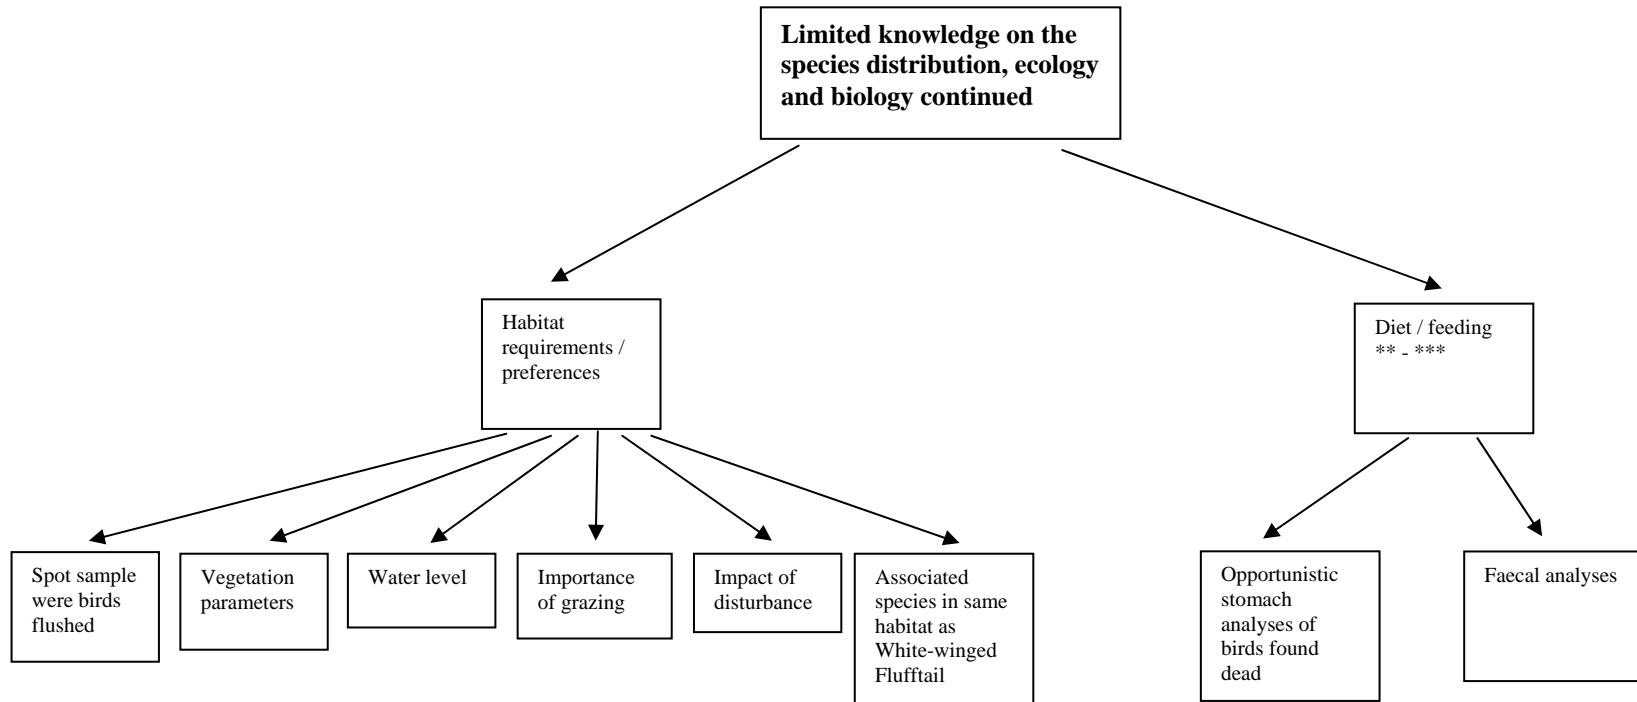 Limited knowledge on the
species distribution, ecology
and biology continued
Habitat
requirements /
preferences
Diet / feeding
** - ***
Spot sample
were birds
flushed
Vegetation
parameters
Water level
Importance
of grazing
Impact of
disturbance
Associated
species in same
habitat as
White-winged
Flufftail
Opportunistic
stomach
analyses of
birds found
dead
Faecal analyses